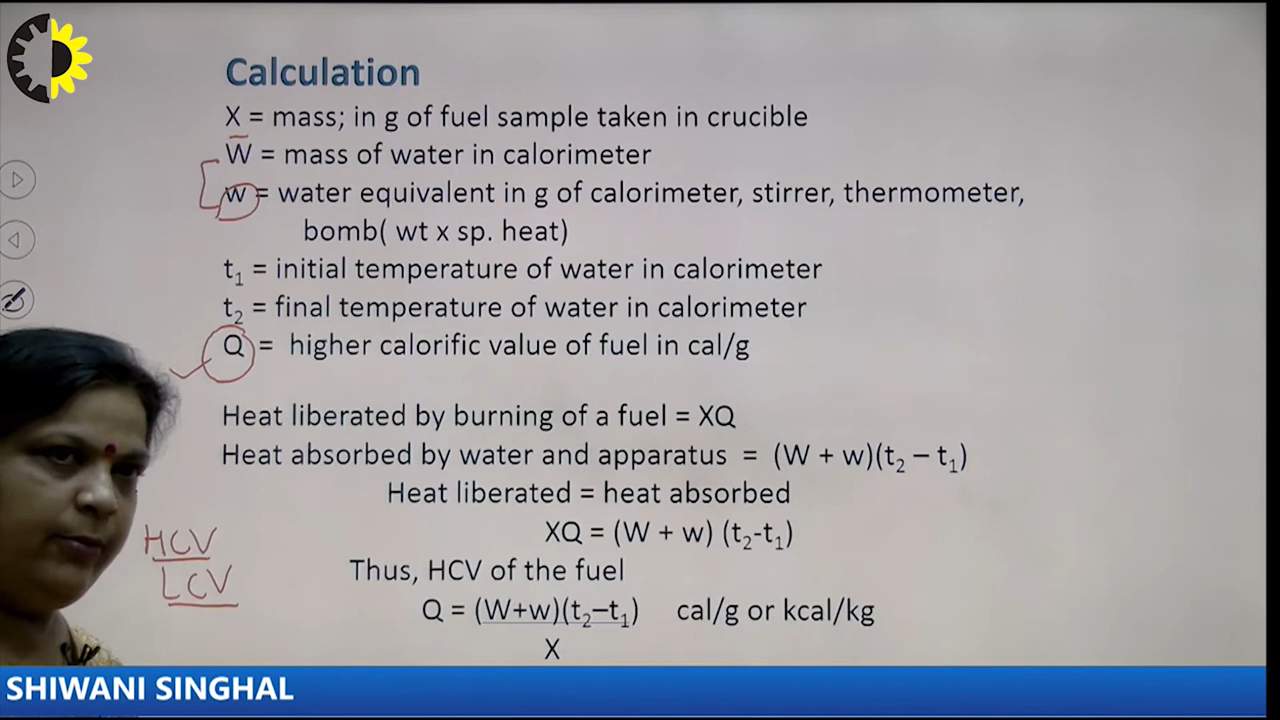 Calculation
X = mass; in g of fuel sample taken in crucible
W = mass of water in calorimeter
w = water equivalent in g of calorimeter, stirrer, thermometer,
bomb( wt x sp. heat)
t₁ = initial temperature of water in calorimeter
t₂ = final temperature of water in calorimeter
Q = higher calorific value of fuel in cal/g
Heat liberated by burning of a fuel = XQ
Heat absorbed by water and apparatus = (W + w)(t₂ – t₁)
Heat liberated = heat absorbed
XQ = (W + w) (t₂-t₁)
HCV
Thus, HCV of the fuel
LCV
Q = (W+w)(t₂–t₁) cal/g or kcal/kg
X
SHIWANI SINGHAL